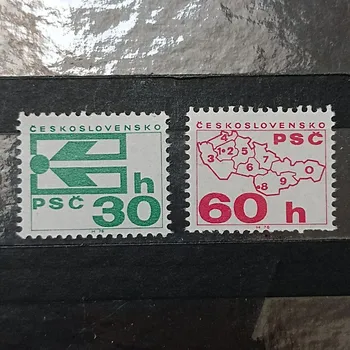 ČESKOSLOVENSKO
h
PSČ 30
ČESKOSLOVENSKO
PSČ
4
3 1 2 5 6 7 0
8 9
60 h